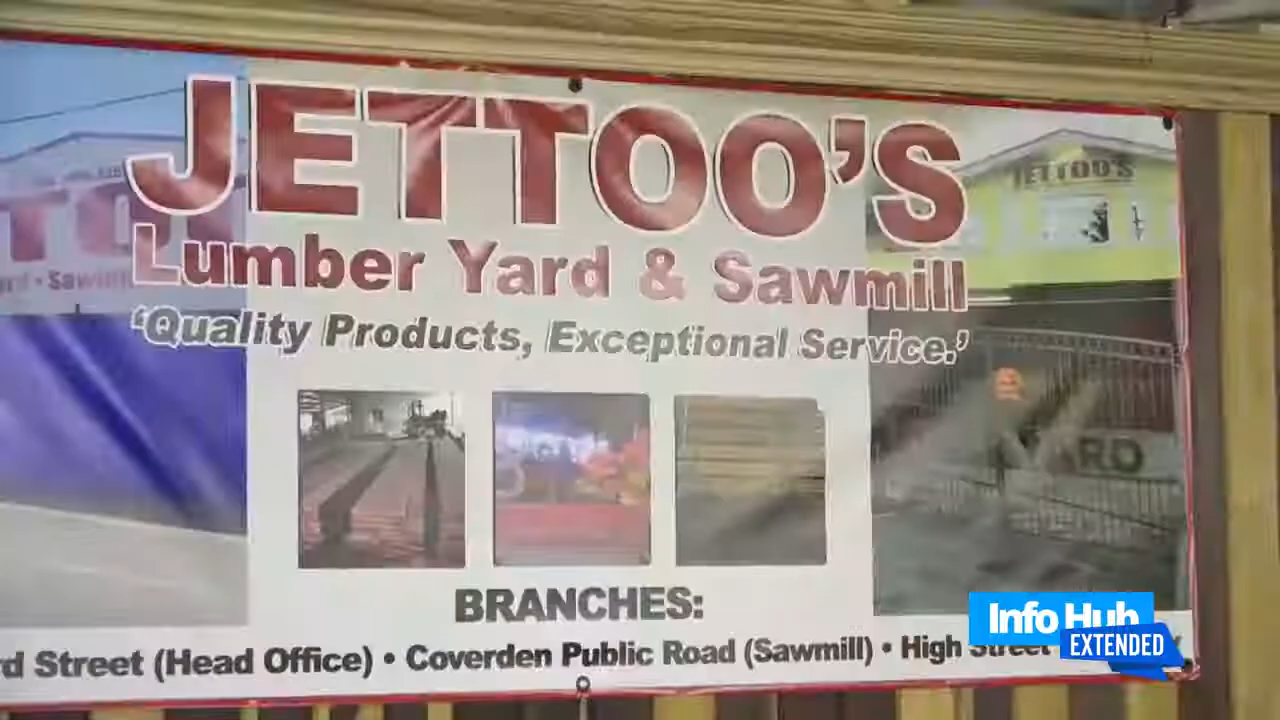 JETTOO'S
Lumber Yard & Sawmill
'Quality Products, Exceptional Service.'
JETTOO'S
YARD
BRANCHES:
Street (Head Office) • Coverden Public Road (Sawmill) • High Street
Info Hub
EXTENDED